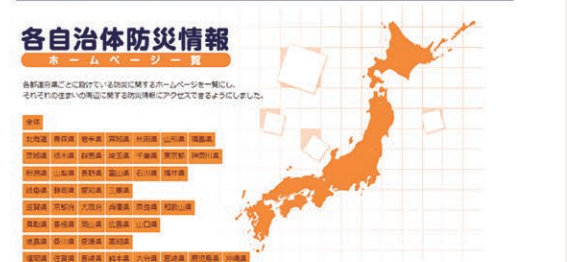 各自治体防災情報
ホームページ一覧
各都道府県ごとに設けている防災に関するホームページを一覧にし、
それぞれの住まいの周辺に関する防災情報にアクセスできるようにしました。
全体
北海道 青森県 岩手県 宮城県 秋田県 山形県 福島県
茨城県 栃木県 群馬県 埼玉県 千葉県 東京都 神奈川県
新潟県 山梨県 長野県 富山県 石川県 福井県
岐阜県 静岡県 愛知県 三重県
滋賀県 京都府 大阪府 兵庫県 奈良県 和歌山県
鳥取県 島根県 岡山県 広島県 山口県
徳島県 香川県 愛媛県 高知県
福岡県 佐賀県 長崎県 熊本県 大分県 宮崎県 鹿児島県 沖縄県